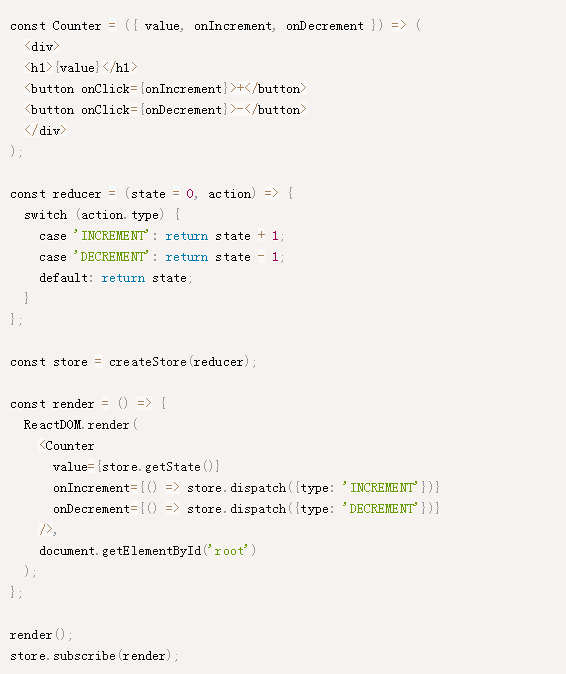 const Counter = ({ value, onIncrement, onDecrement }) => (
  <div>
  <h1>{value}</h1>
  <button onClick={onIncrement}>+</button>
  <button onClick={onDecrement}>-</button>
  </div>
);

const reducer = (state = 0, action) => {
  switch (action.type) {
    case 'INCREMENT': return state + 1;
    case 'DECREMENT': return state - 1;
    default: return state;
  }
};

const store = createStore(reducer);

const render = () => {
  ReactDOM.render(
    <Counter
      value={store.getState()}
      onIncrement={() => store.dispatch({type: 'INCREMENT'})}
      onDecrement={() => store.dispatch({type: 'DECREMENT'})}
    />,
    document.getElementById('root')
  );
};

render();
store.subscribe(render);